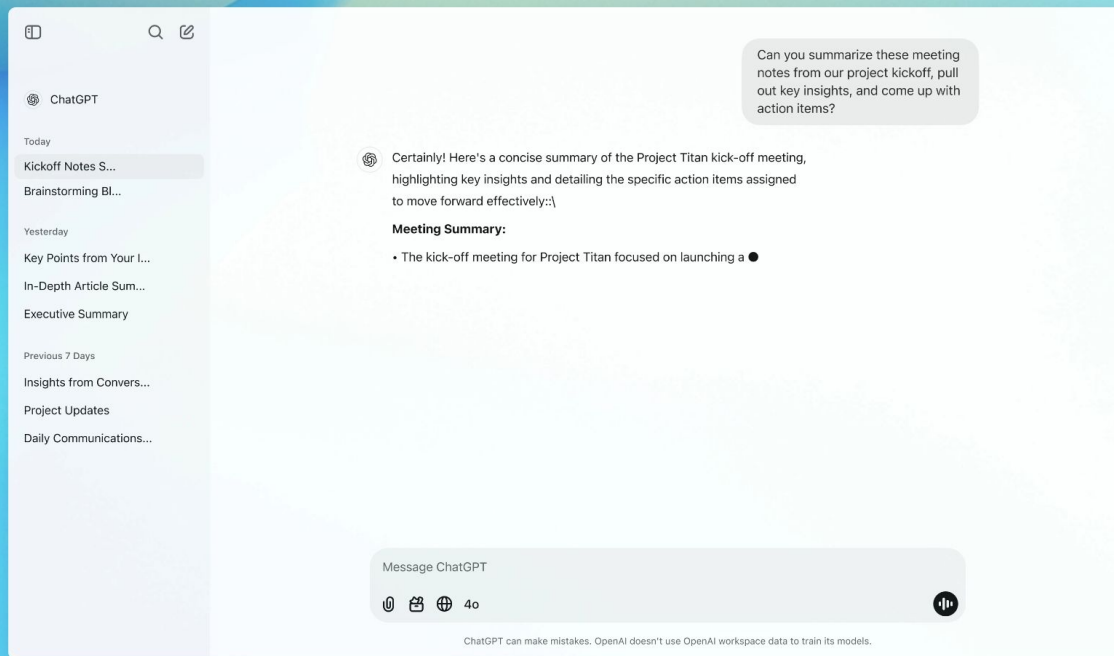 ChatGPT
Today
Kickoff Notes S...
Brainstorming Bl...
Yesterday
Key Points from Your I...
In-Depth Article Sum...
Executive Summary
Previous 7 Days
Insights from Convers...
Project Updates
Daily Communications...
Can you summarize these meeting
notes from our project kickoff, pull
out key insights, and come up with
action items?
Certainly! Here's a concise summary of the Project Titan kick-off meeting,
highlighting key insights and detailing the specific action items assigned
to move forward effectively::\
Meeting Summary:
• The kick-off meeting for Project Titan focused on launching a
Message ChatGPT
4o
ChatGPT can make mistakes. OpenAI doesn't use OpenAI workspace data to train its models.